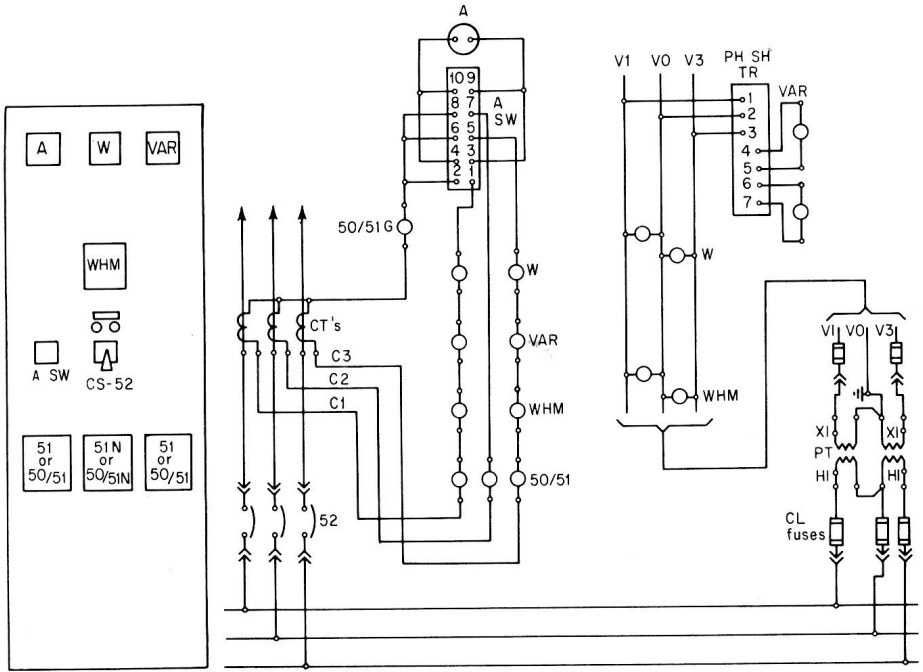 A W VAR
WHM
A SW
CS-52
51
or
50/51
51N
or
50/51N
51
or
50/51
A
10 9
8 7
6 5
4 3
2 1
A
SW
50/51G
CT's
C3
C2
C1
52
W
VAR
WHM
50/51
V1 V0 V3
PH SH
TR
1
2
3
4
5
6
7
VAR
W
WHM
V1 V0 V3
X1 X1
PT
H1 H1
CL
fuses